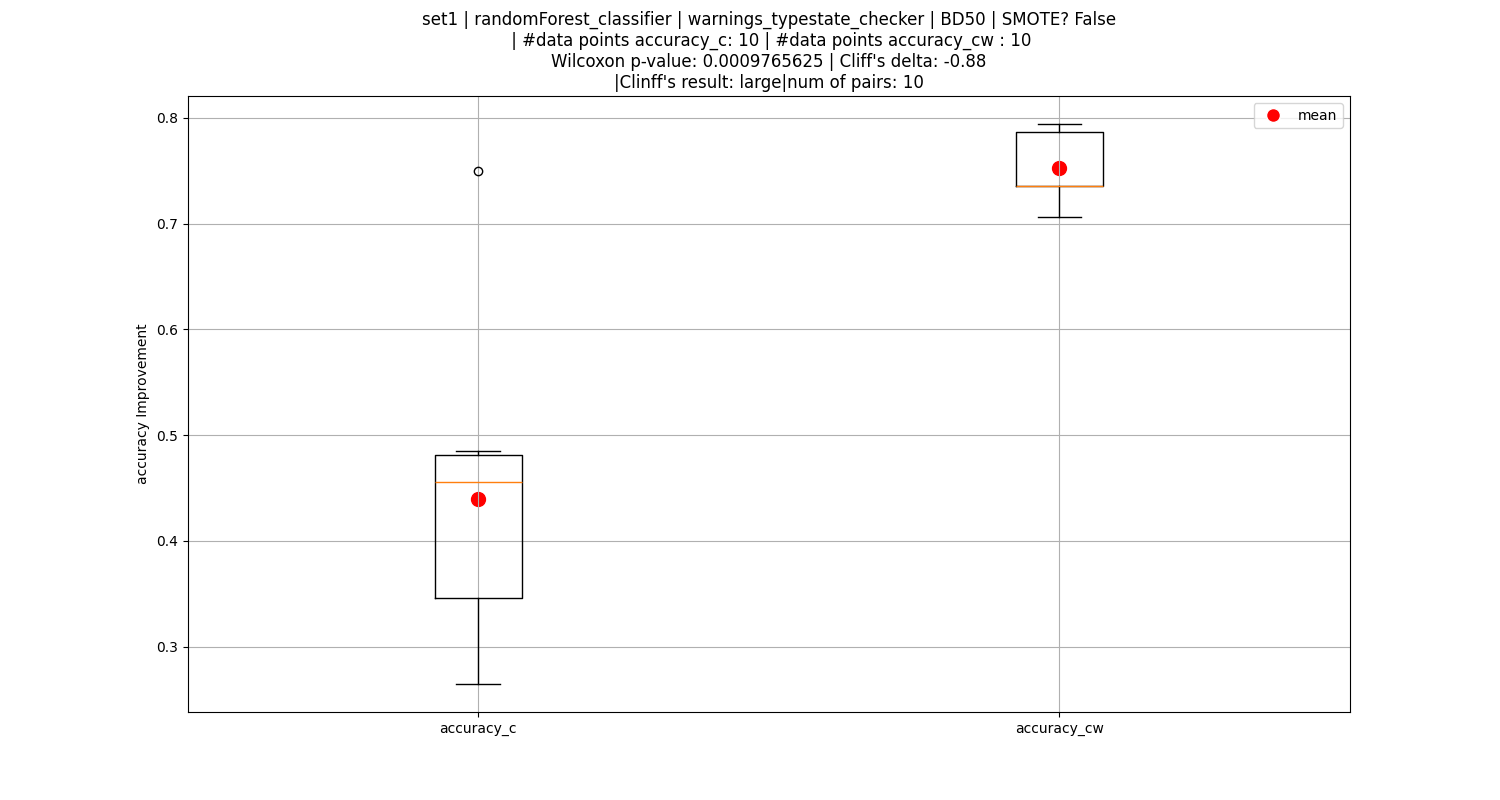 set1 | randomForest_classifier | warnings_typestate_checker | BD50 | SMOTE? False
| #data points accuracy_c: 10 | #data points accuracy_cw : 10
Wilcoxon p-value: 0.0009765625 | Cliff's delta: -0.88
|Clinff's result: large|num of pairs: 10
mean
0.8
0.7
0.6
0.5
0.4
0.3
accuracy Improvement
accuracy_c
accuracy_cw